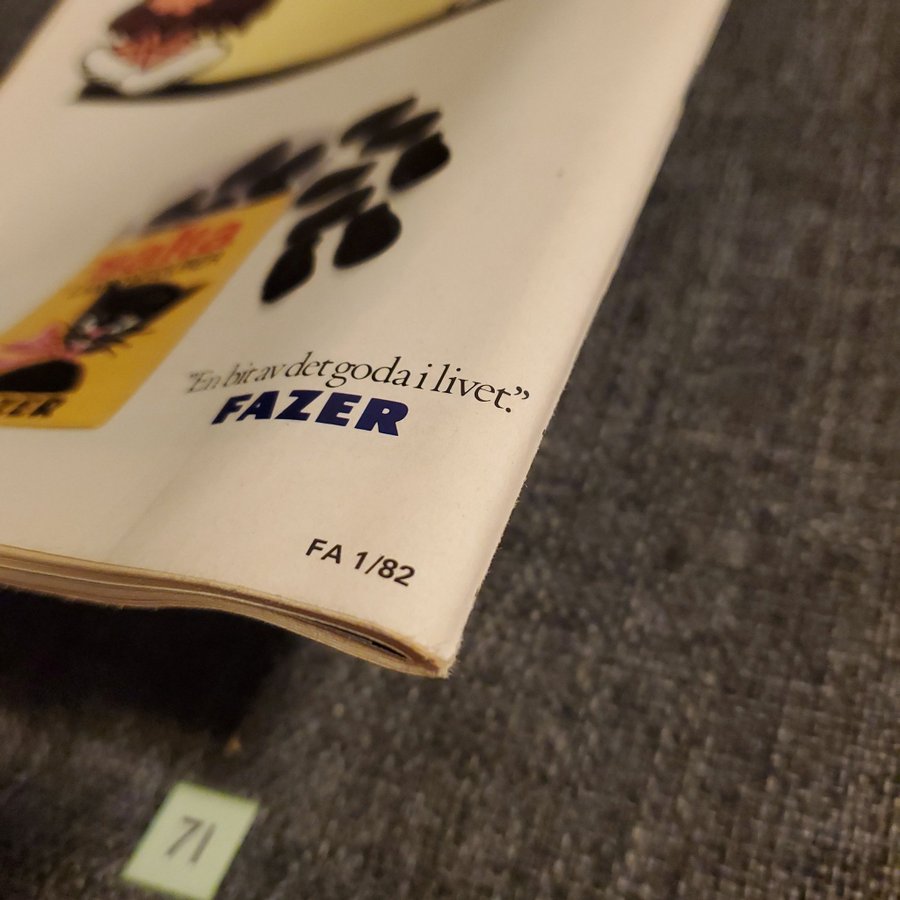 "En bit av det goda i livet."
FAZER
FA 1/82
71